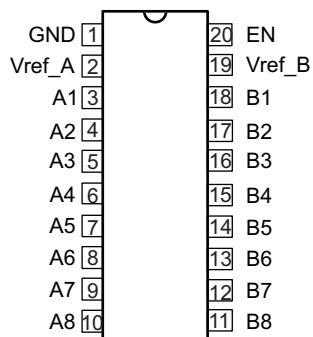 GND 1 20 EN
Vref_A 2 19 Vref_B
A1 3 18 B1
A2 4 17 B2
A3 5 16 B3
A4 6 15 B4
A5 7 14 B5
A6 8 13 B6
A7 9 12 B7
A8 10 11 B8